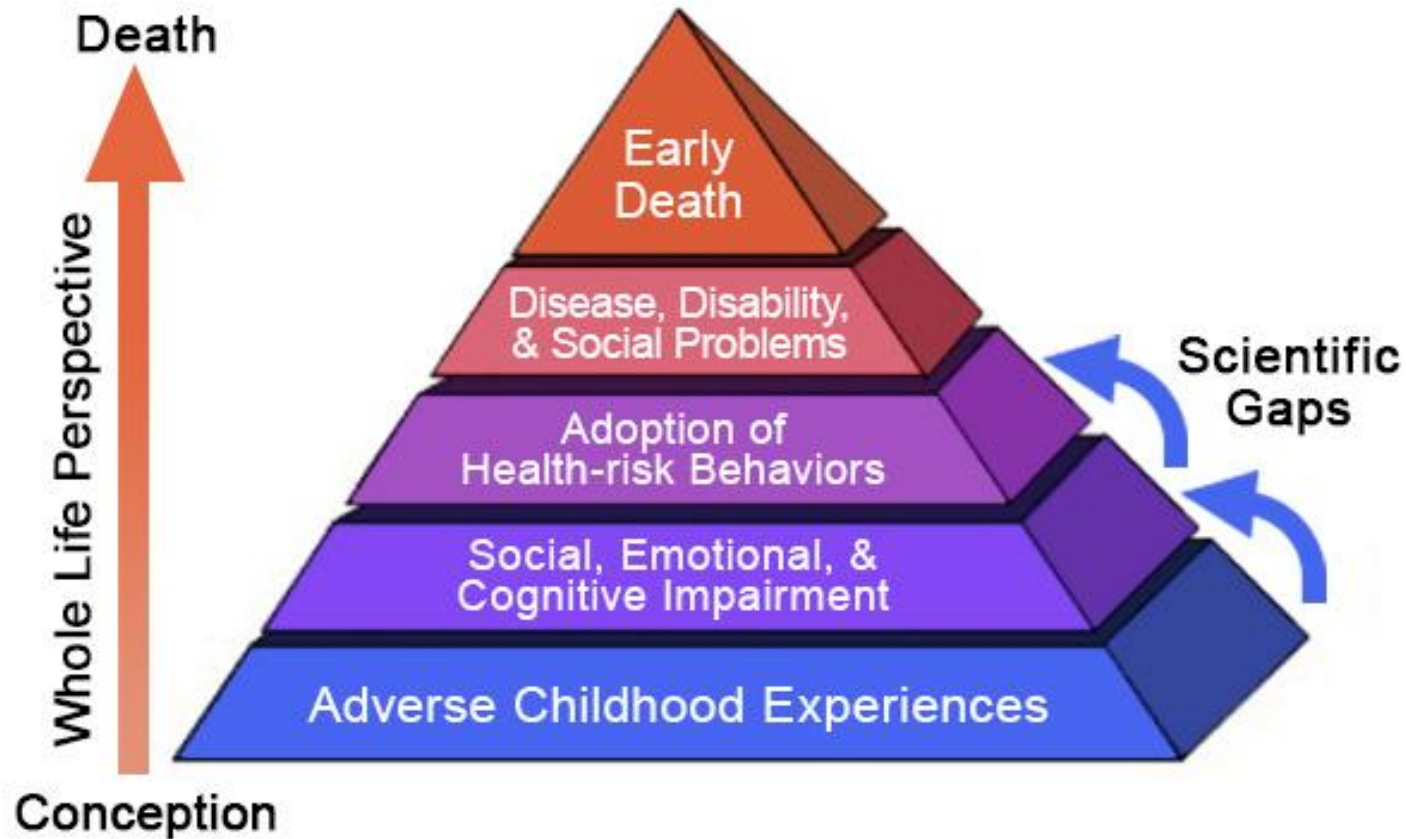 Death
Whole Life Perspective
Conception
Early
Death
Disease, Disability,
& Social Problems
Adoption of
Health-risk Behaviors
Social, Emotional, &
Cognitive Impairment
Adverse Childhood Experiences
Scientific
Gaps